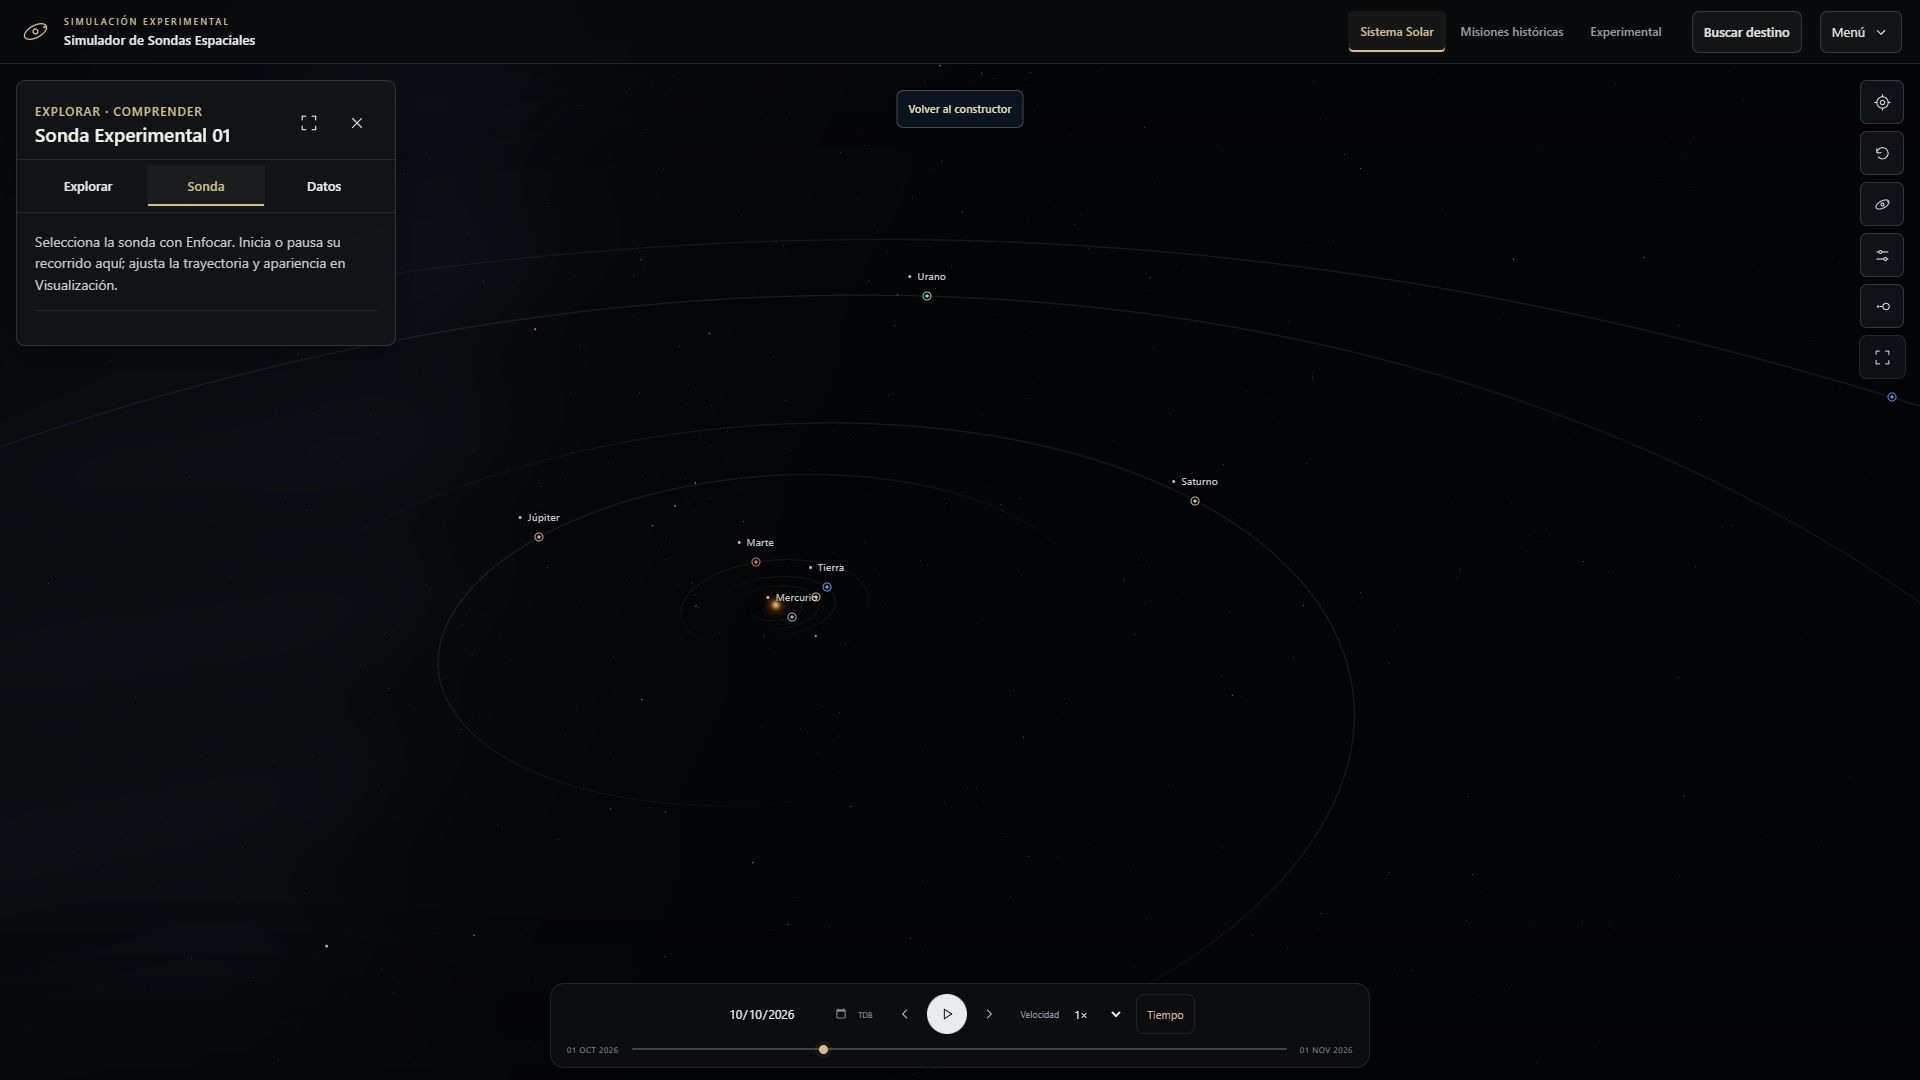 SIMULACIÓN EXPERIMENTAL
Simulador de Sondas Espaciales
Sistema Solar
Misiones históricas
Experimental
Buscar destino
Menú
EXPLORAR · COMPRENDER
Sonda Experimental 01
Explorar
Sonda
Datos
Selecciona la sonda con Enfocar. Inicia o pausa su
recorrido aquí; ajusta la trayectoria y apariencia en
Visualización.
Volver al constructor
Urano
Saturno
Júpiter
Marte
Tierra
Mercurio
10/10/2026
TDB
Velocidad
1×
Tiempo
01 OCT 2026
01 NOV 2026